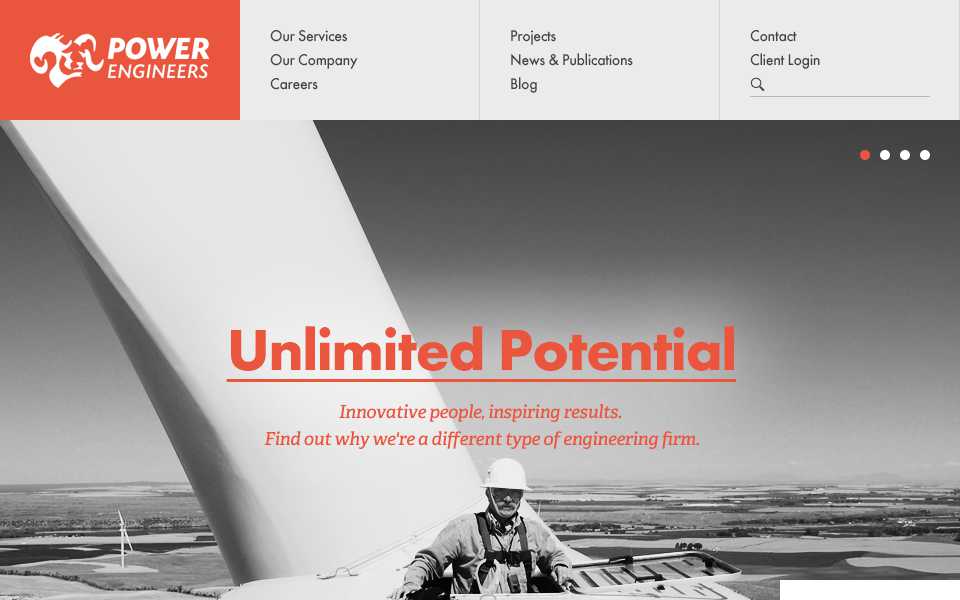 POWER
ENGINEERS
Our Services
Our Company
Careers
Projects
News & Publications
Blog
Contact
Client Login
Unlimited Potential
Innovative people, inspiring results.
Find out why we're a different type of engineering firm.